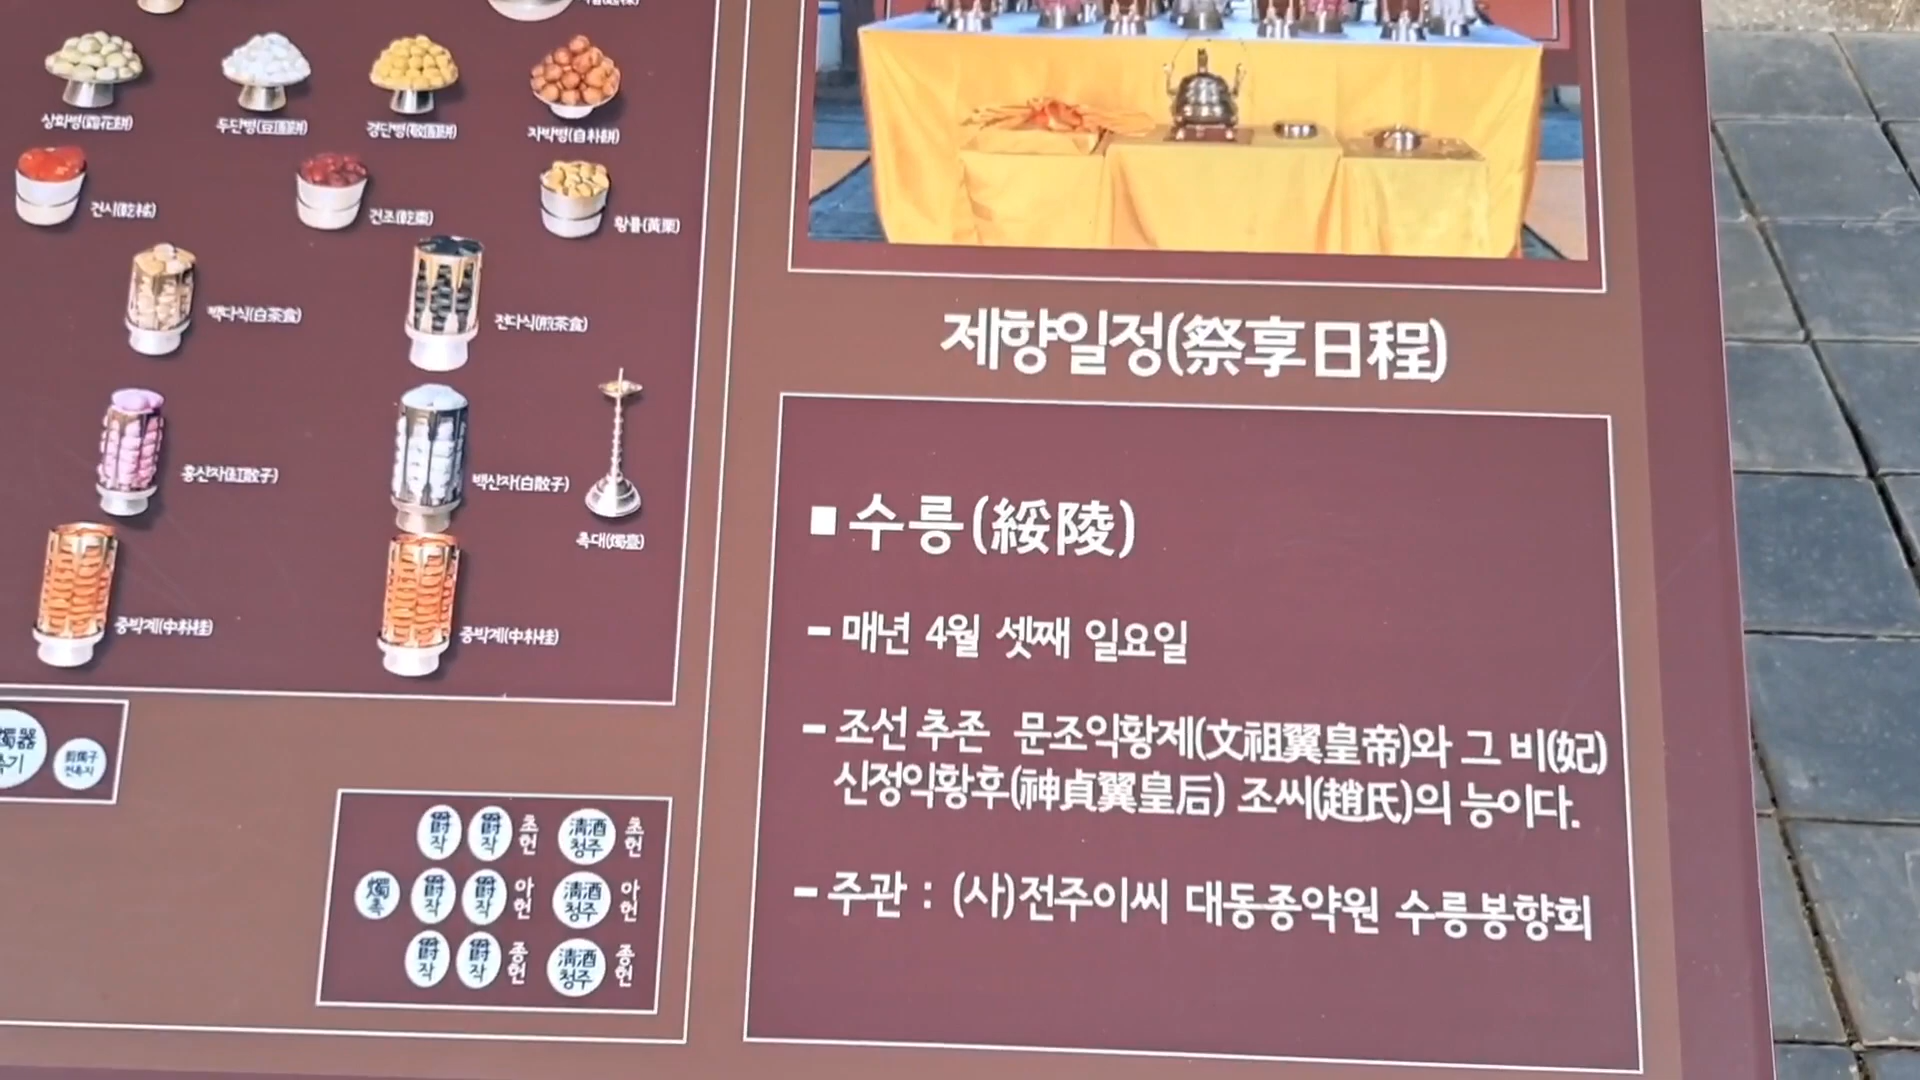 상화병(霜花餠)
두단병(豆團餠)
경단병(敬團餠)
자박병(自朴餠)
건시(乾枾)
건조(乾棗)
황률(黃栗)
백다식(白茶食)
전다식(煎茶食)
홍산자(紅散子)
백산자(白散子)
촉대(燭臺)
중박계(中朴桂)
중박계(中朴桂)
爵 작
爵 작
초헌
淸酒 청주
초헌
燭 촉
爵 작
爵 작
아헌
淸酒 청주
아헌
爵 작
爵 작
종헌
淸酒 청주
종헌
제향일정(祭享日程)
■ 수릉(綏陵)
- 매년 4월 셋째 일요일
- 조선 추존 문조익황제(文祖翼皇帝)와 그 비(妃)
신정익황후(神貞翼皇后) 조씨(趙氏)의 능이다.
- 주관 : (사)전주이씨 대동종약원 수릉봉향회